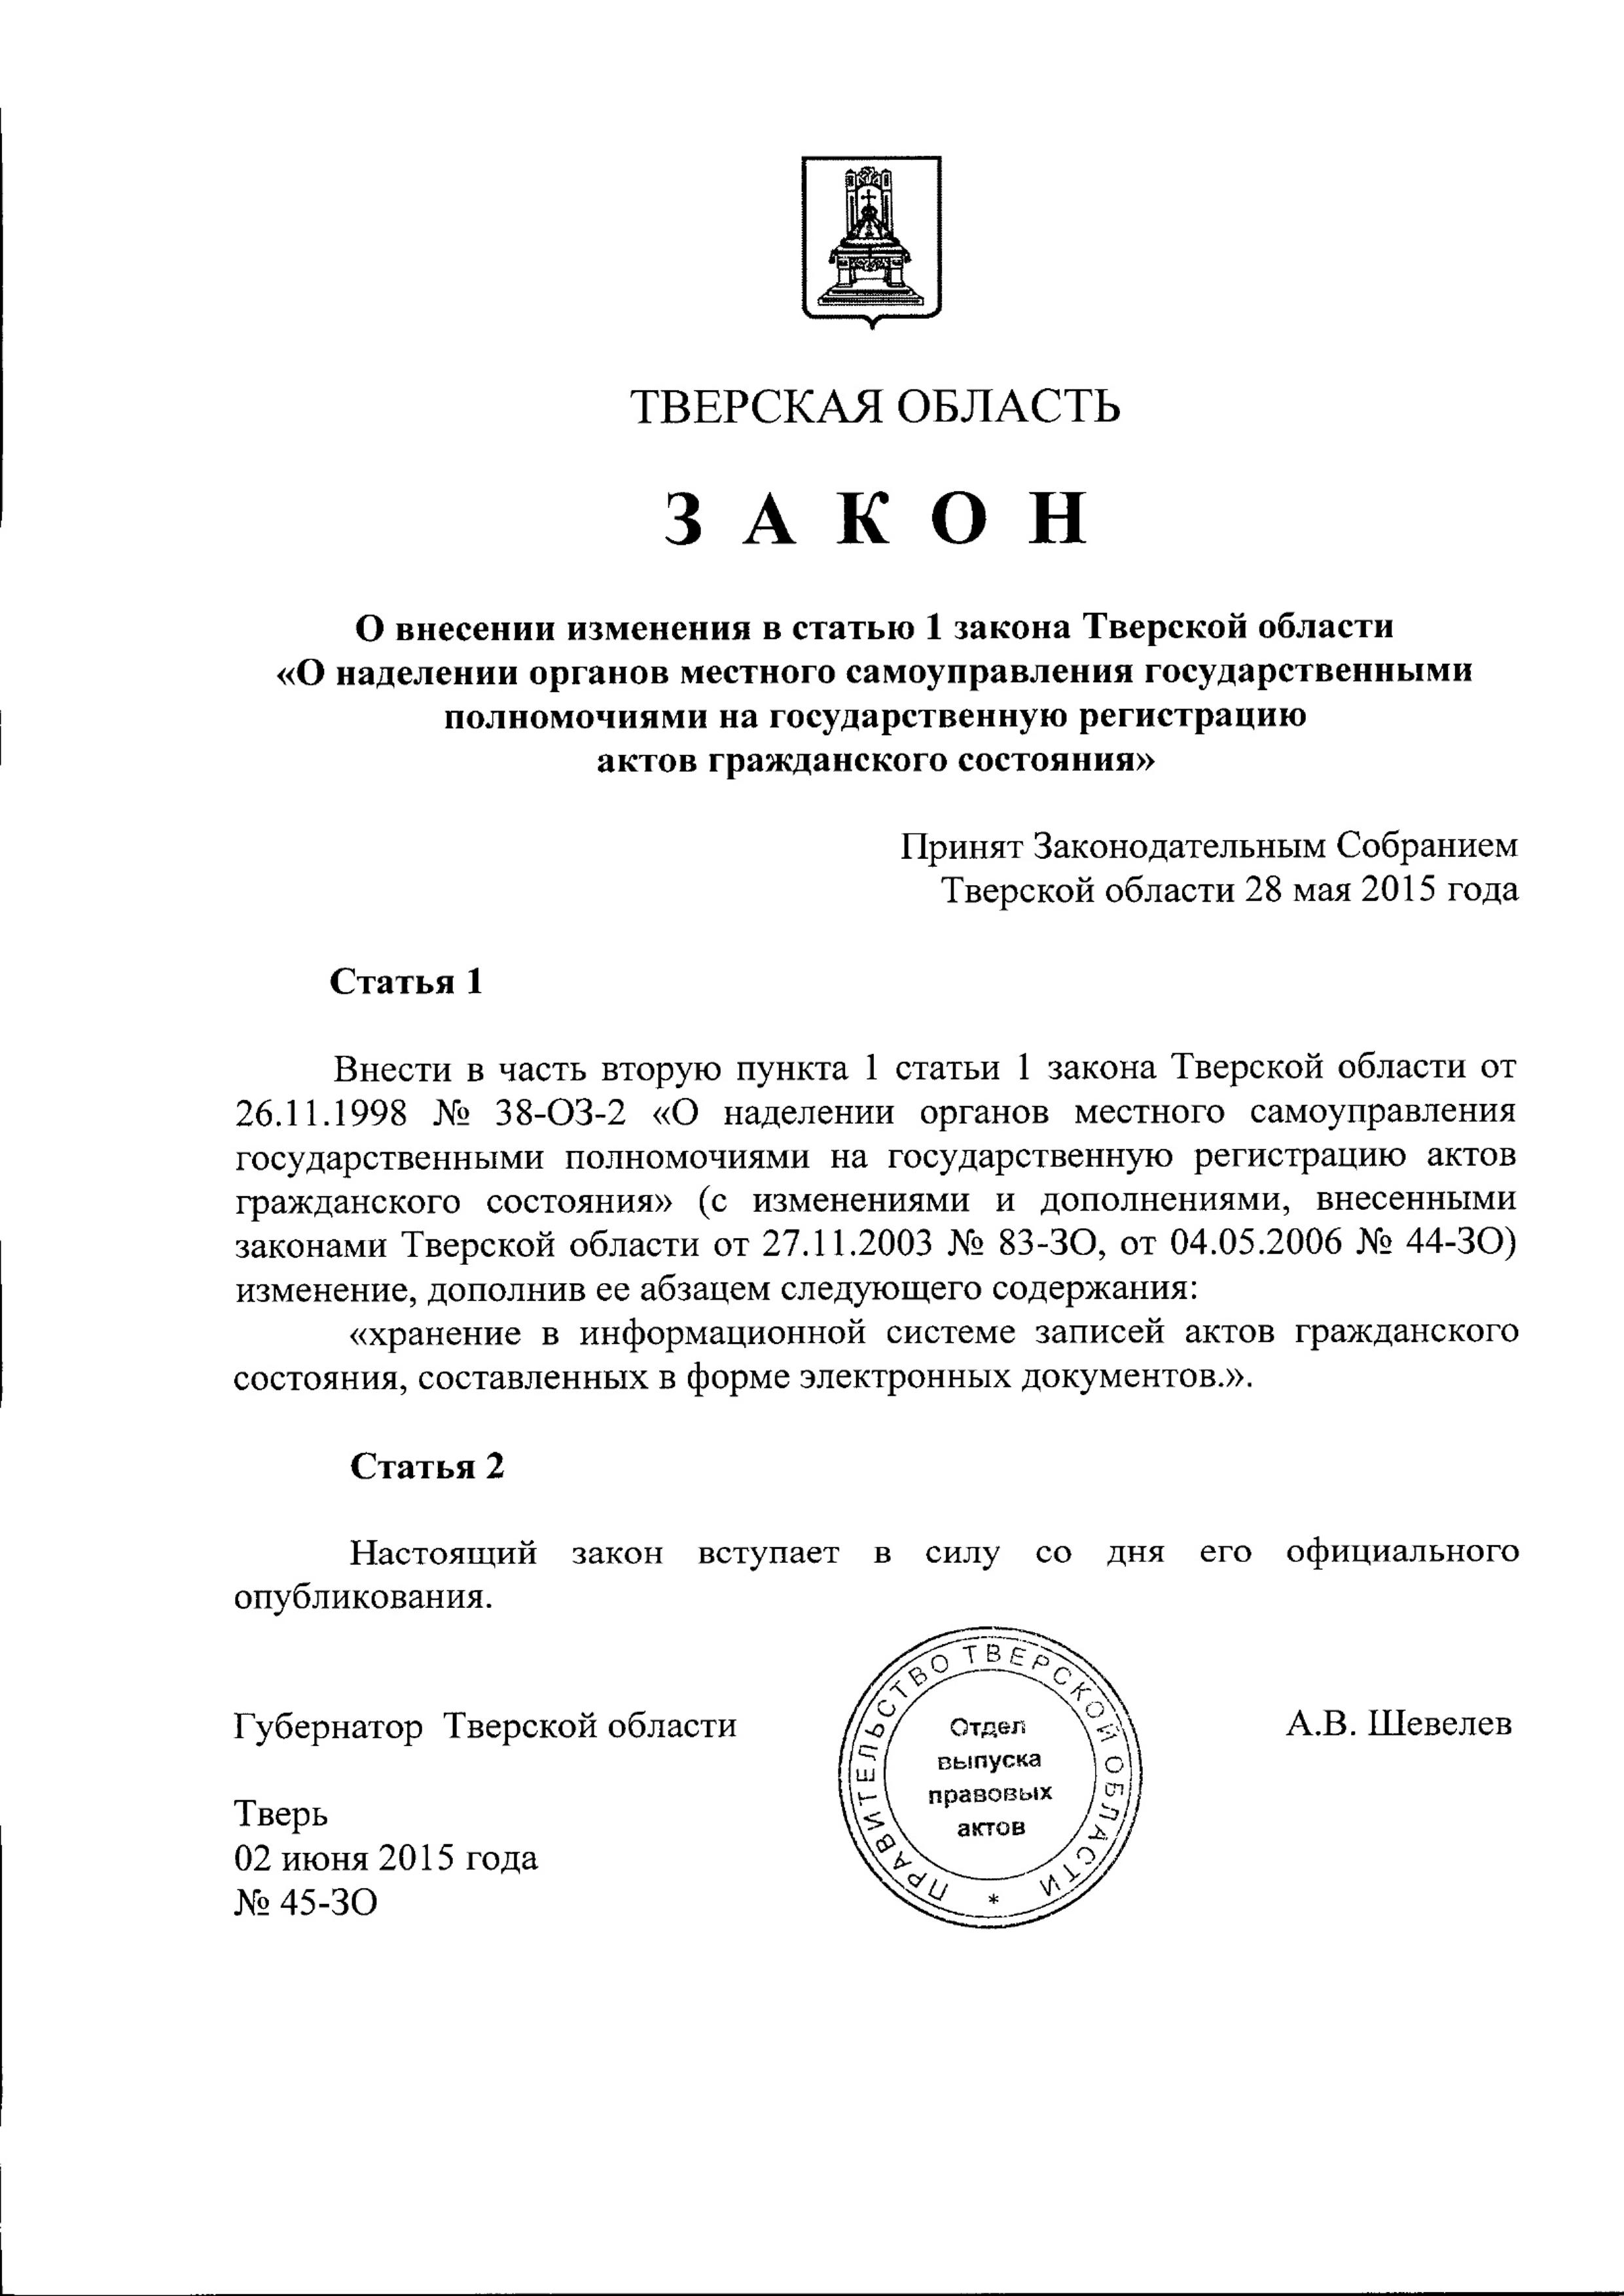 ТВЕРСКАЯ ОБЛАСТЬ
З А К О Н
О внесении изменения в статью 1 закона Тверской области
«О наделении органов местного самоуправления государственными
полномочиями на государственную регистрацию
актов гражданского состояния»
Принят Законодательным Собранием
Тверской области 28 мая 2015 года
Статья 1
Внести в часть вторую пункта 1 статьи 1 закона Тверской области от
26.11.1998 № 38-ОЗ-2 «О наделении органов местного самоуправления
государственными полномочиями на государственную регистрацию актов
гражданского состояния» (с изменениями и дополнениями, внесенными
законами Тверской области от 27.11.2003 № 83-ЗО, от 04.05.2006 № 44-ЗО)
изменение, дополнив ее абзацем следующего содержания:
«хранение в информационной системе записей актов гражданского
состояния, составленных в форме электронных документов.».
Статья 2
Настоящий закон вступает в силу со дня его официального
опубликования.
Губернатор Тверской области
А.В. Шевелев
ПРАВИТЕЛЬСТВО ТВЕРСКОЙ ОБЛАСТИ *
Отдел
выпуска
правовых
актов
Тверь
02 июня 2015 года
№ 45-ЗО